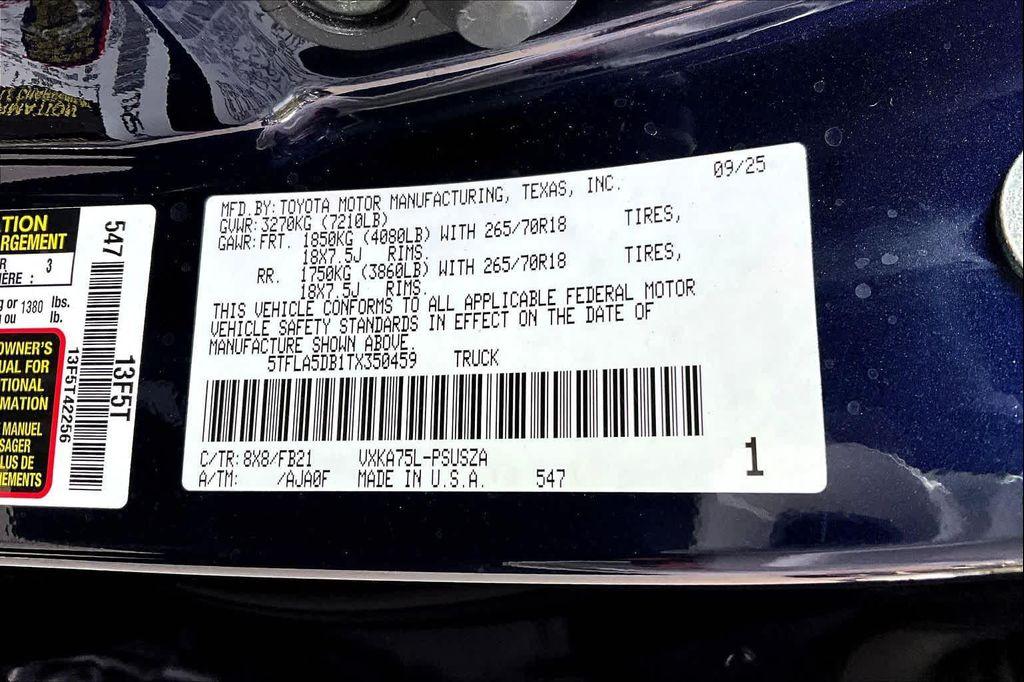 09/25
MFD.BY:TOYOTA MOTOR MANUFACTURING, TEXAS, INC.
GVWR:3270KG (7210LB)
GAWR:FRT. 1850KG (4080LB) WITH 265/70R18 TIRES,
18X7.5J RIMS.
RR. 1750KG (3860LB) WITH 265/70R18 TIRES,
18X7.5J RIMS.
THIS VEHICLE CONFORMS TO ALL APPLICABLE FEDERAL MOTOR
VEHICLE SAFETY STANDARDS IN EFFECT ON THE DATE OF
MANUFACTURE SHOWN ABOVE.
5TFLA5DB1TX350459 TRUCK
C/TR:8X8/FB21 VXKA75L-PSUSZA
A/TM: /AJA0F MADE IN U.S.A. 547
1
TION
RGEMENT
R 3
IÈRE :
g or 1380 lbs.
ou lb.
OWNER'S
UAL FOR
TIONAL
MATION
MANUEL
SAGER
LUS DE
NEMENTS
547
13F5T
13F5T42256